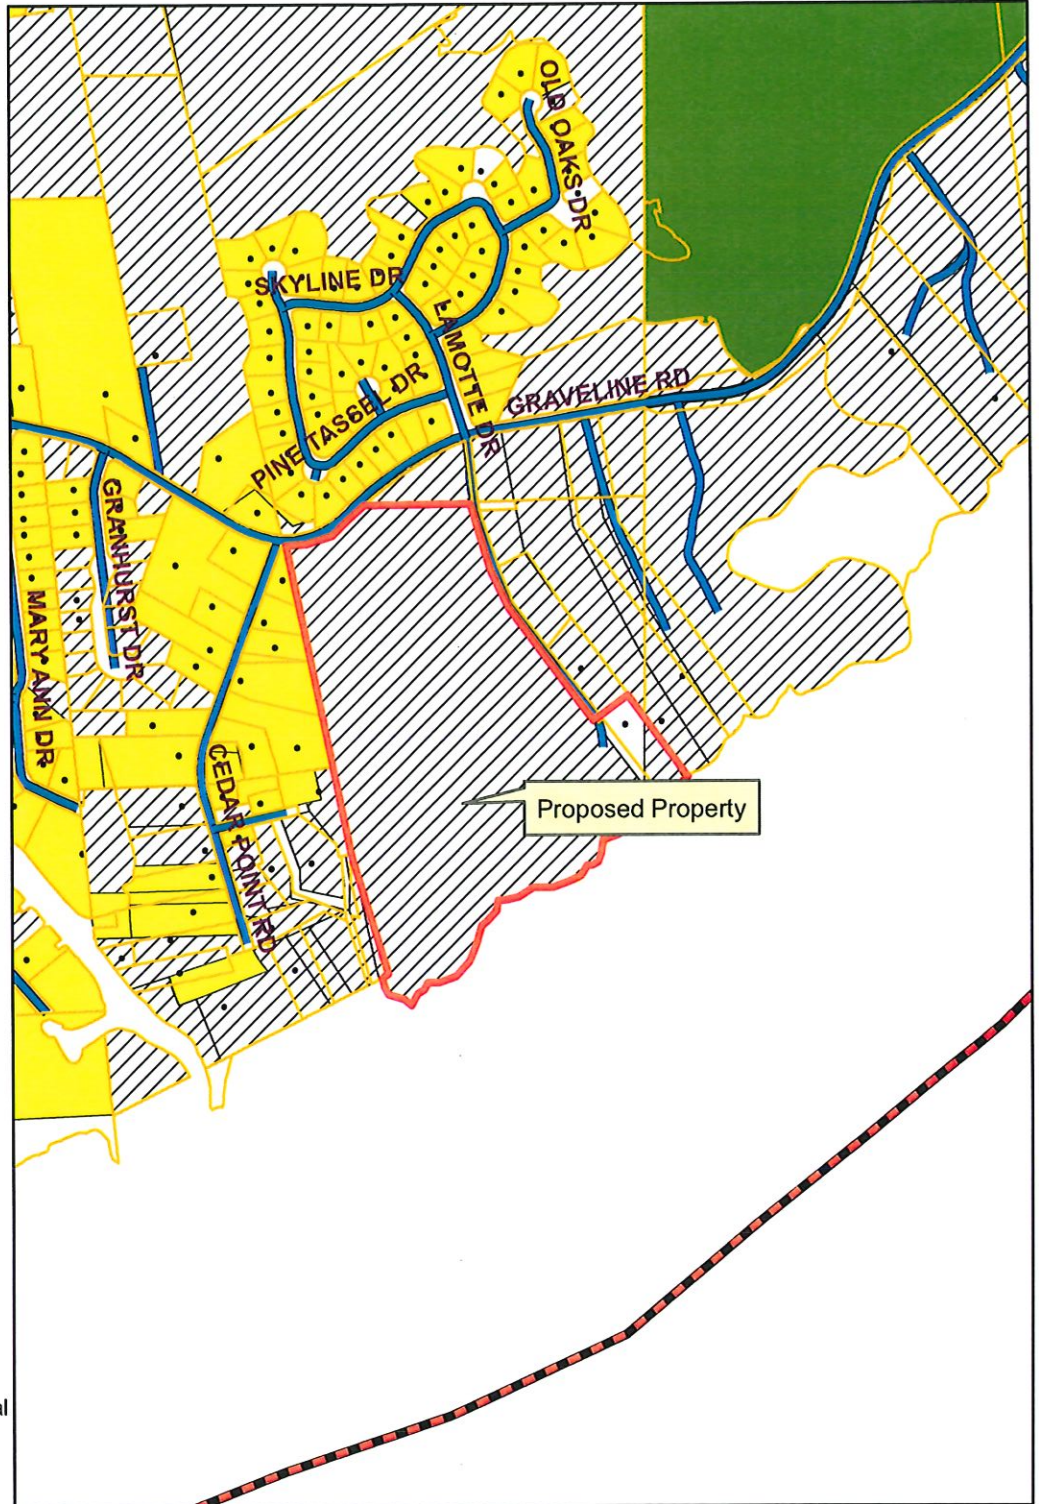 OLD OAKS DR
SKYLINE DR
LAMOTTE DR
GRAVELINE RD
PINE TASSEL DR
GRANHURST DR
MARY ANN DR
CEDAR POINT RD
Proposed Property